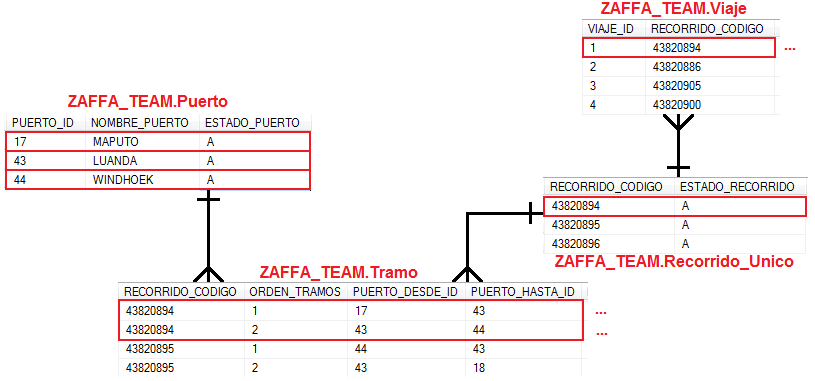 ZAFFA_TEAM.Viaje
VIAJE_ID RECORRIDO_CODIGO
1 43820894 ...
2 43820886
3 43820905
4 43820900
ZAFFA_TEAM.Puerto
PUERTO_ID NOMBRE_PUERTO ESTADO_PUERTO
17 MAPUTO A
43 LUANDA A
44 WINDHOEK A
RECORRIDO_CODIGO ESTADO_RECORRIDO
43820894 A
43820895 A
43820896 A
ZAFFA_TEAM.Recorrido_Unico
ZAFFA_TEAM.Tramo
RECORRIDO_CODIGO ORDEN_TRAMOS PUERTO_DESDE_ID PUERTO_HASTA_ID
43820894 1 17 43 ...
43820894 2 43 44 ...
43820895 1 44 43
43820895 2 43 18